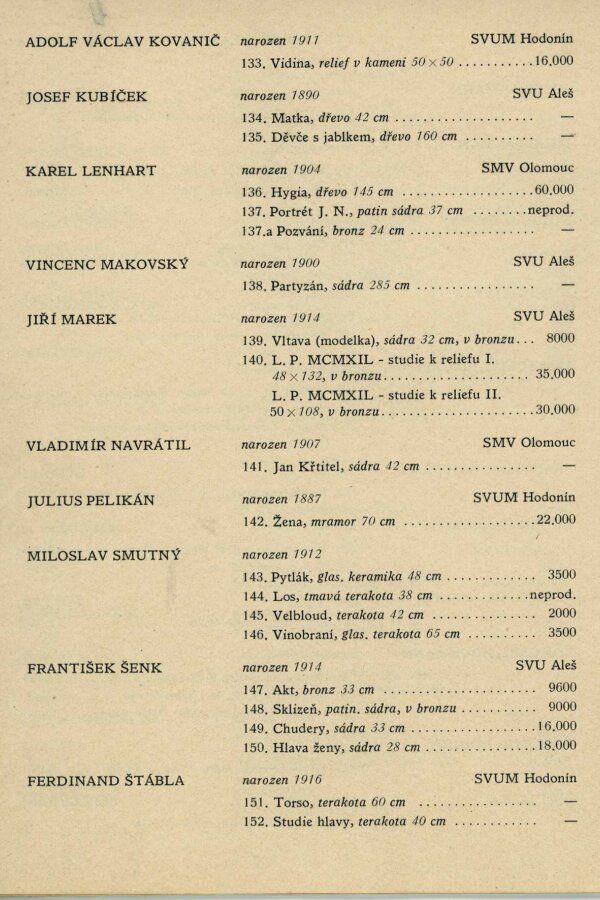 ADOLF VÁCLAV KOVANIČ narozen 1911 SVUM Hodonín
133. Vidina, relief v kameni 50×50 ........... 16,000
JOSEF KUBÍČEK narozen 1890 SVU Aleš
134. Matka, dřevo 42 cm .................... —
135. Děvče s jablkem, dřevo 160 cm .......... —
KAREL LENHART narozen 1904 SMV Olomouc
136. Hygia, dřevo 145 cm .................. 60,000
137. Portrét J. N., patin sádra 37 cm ........ neprod.
137.a Pozvání, bronz 24 cm .................. —
VINCENC MAKOVSKÝ narozen 1900 SVU Aleš
138. Partyzán, sádra 285 cm ................. —
JIŘÍ MAREK narozen 1914 SVU Aleš
139. Vltava (modelka), sádra 32 cm, v bronzu... 8000
140. L. P. MCMXIL - studie k reliefu I.
48×132, v bronzu..................... 35,000
L. P. MCMXIL - studie k reliefu II.
50×108, v bronzu..................... 30,000
VLADIMÍR NAVRÁTIL narozen 1907 SMV Olomouc
141. Jan Křtitel, sádra 42 cm ................ —
JULIUS PELIKÁN narozen 1887 SVUM Hodonín
142. Žena, mramor 70 cm .................. 22,000
MILOSLAV SMUTNÝ narozen 1912
143. Pytlák, glas. keramika 48 cm ............. 3500
144. Los, tmavá terakota 38 cm ............. neprod.
145. Velbloud, terakota 42 cm ............... 2000
146. Vinobraní, glas. terakota 65 cm .......... 3500
FRANTIŠEK ŠENK narozen 1914 SVU Aleš
147. Akt, bronz 33 cm ...................... 9600
148. Sklizeň, patin. sádra, v bronzu ........... 9000
149. Chudery, sádra 33 cm .................. 16,000
150. Hlava ženy, sádra 28 cm ................ 18,000
FERDINAND ŠTÁBLA narozen 1916 SVUM Hodonín
151. Torso, terakota 60 cm ................. —
152. Studie hlavy, terakota 40 cm ............ —